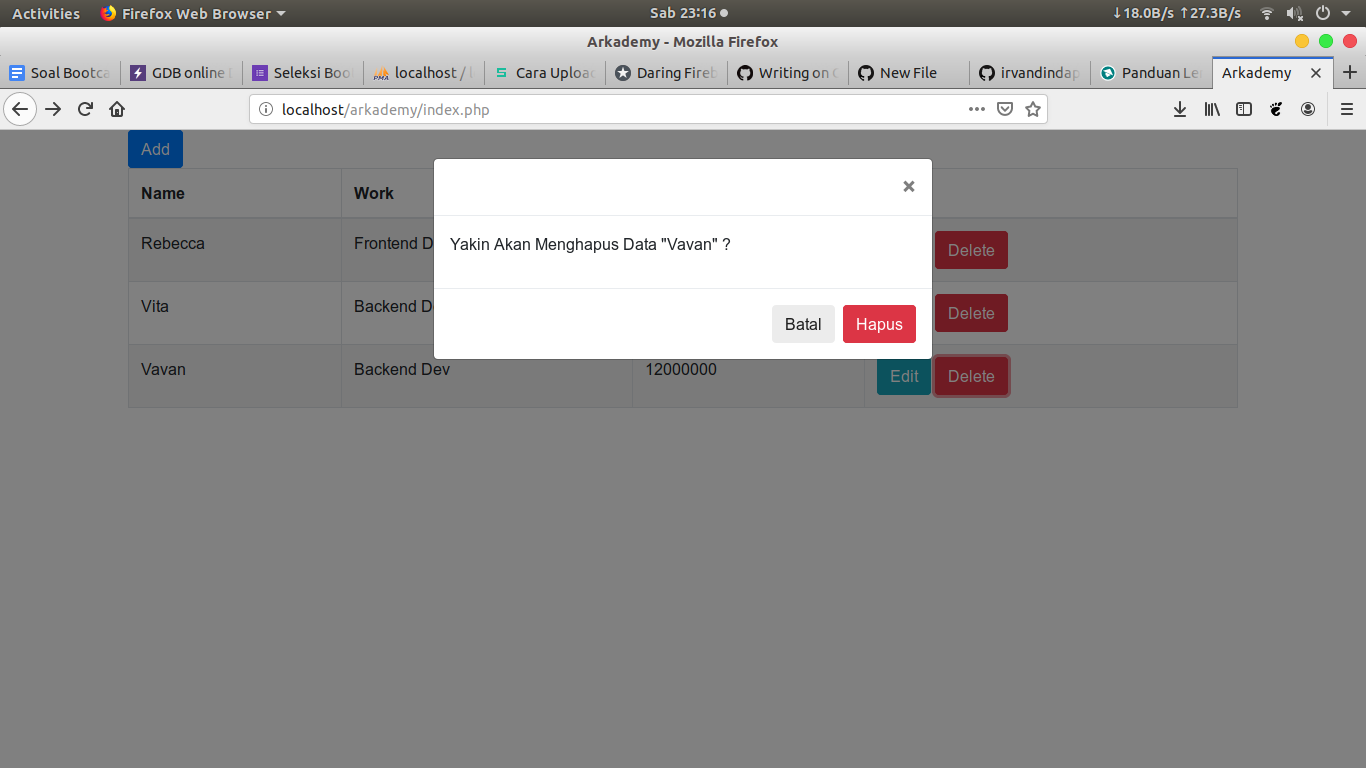 Activities Firefox Web Browser Sab 23:16 ↓18.0B/s ↑27.3B/s
Arkademy - Mozilla Firefox
Soal Bootca GDB online Seleksi Boo localhost / Cara Uploa Daring Fireb Writing on New File irvandindap Panduan Le Arkademy
localhost/arkademy/index.php
Add
Name Work
Rebecca Frontend D Delete
Vita Backend D Delete
Vavan Backend Dev 12000000 Edit Delete
×
Yakin Akan Menghapus Data "Vavan" ?
Batal Hapus